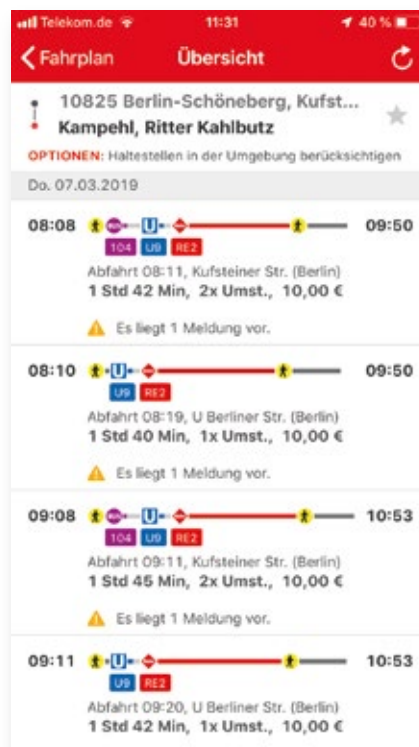 Telekom.de 11:31 40 %
Fahrplan Übersicht
10825 Berlin-Schöneberg, Kufst...
Kampehl, Ritter Kahlbutz
OPTIONEN: Haltestellen in der Umgebung berücksichtigen
Do. 07.03.2019
08:08 BUS U 09:50
104 U9 RE2
Abfahrt 08:11, Kufsteiner Str. (Berlin)
1 Std 42 Min, 2x Umst., 10,00 €
Es liegt 1 Meldung vor.
08:10 U 09:50
U9 RE2
Abfahrt 08:19, U Berliner Str. (Berlin)
1 Std 40 Min, 1x Umst., 10,00 €
Es liegt 1 Meldung vor.
09:08 BUS U 10:53
104 U9 RE2
Abfahrt 09:11, Kufsteiner Str. (Berlin)
1 Std 45 Min, 2x Umst., 10,00 €
Es liegt 1 Meldung vor.
09:11 U 10:53
U9 RE2
Abfahrt 09:20, U Berliner Str. (Berlin)
1 Std 42 Min, 1x Umst., 10,00 €